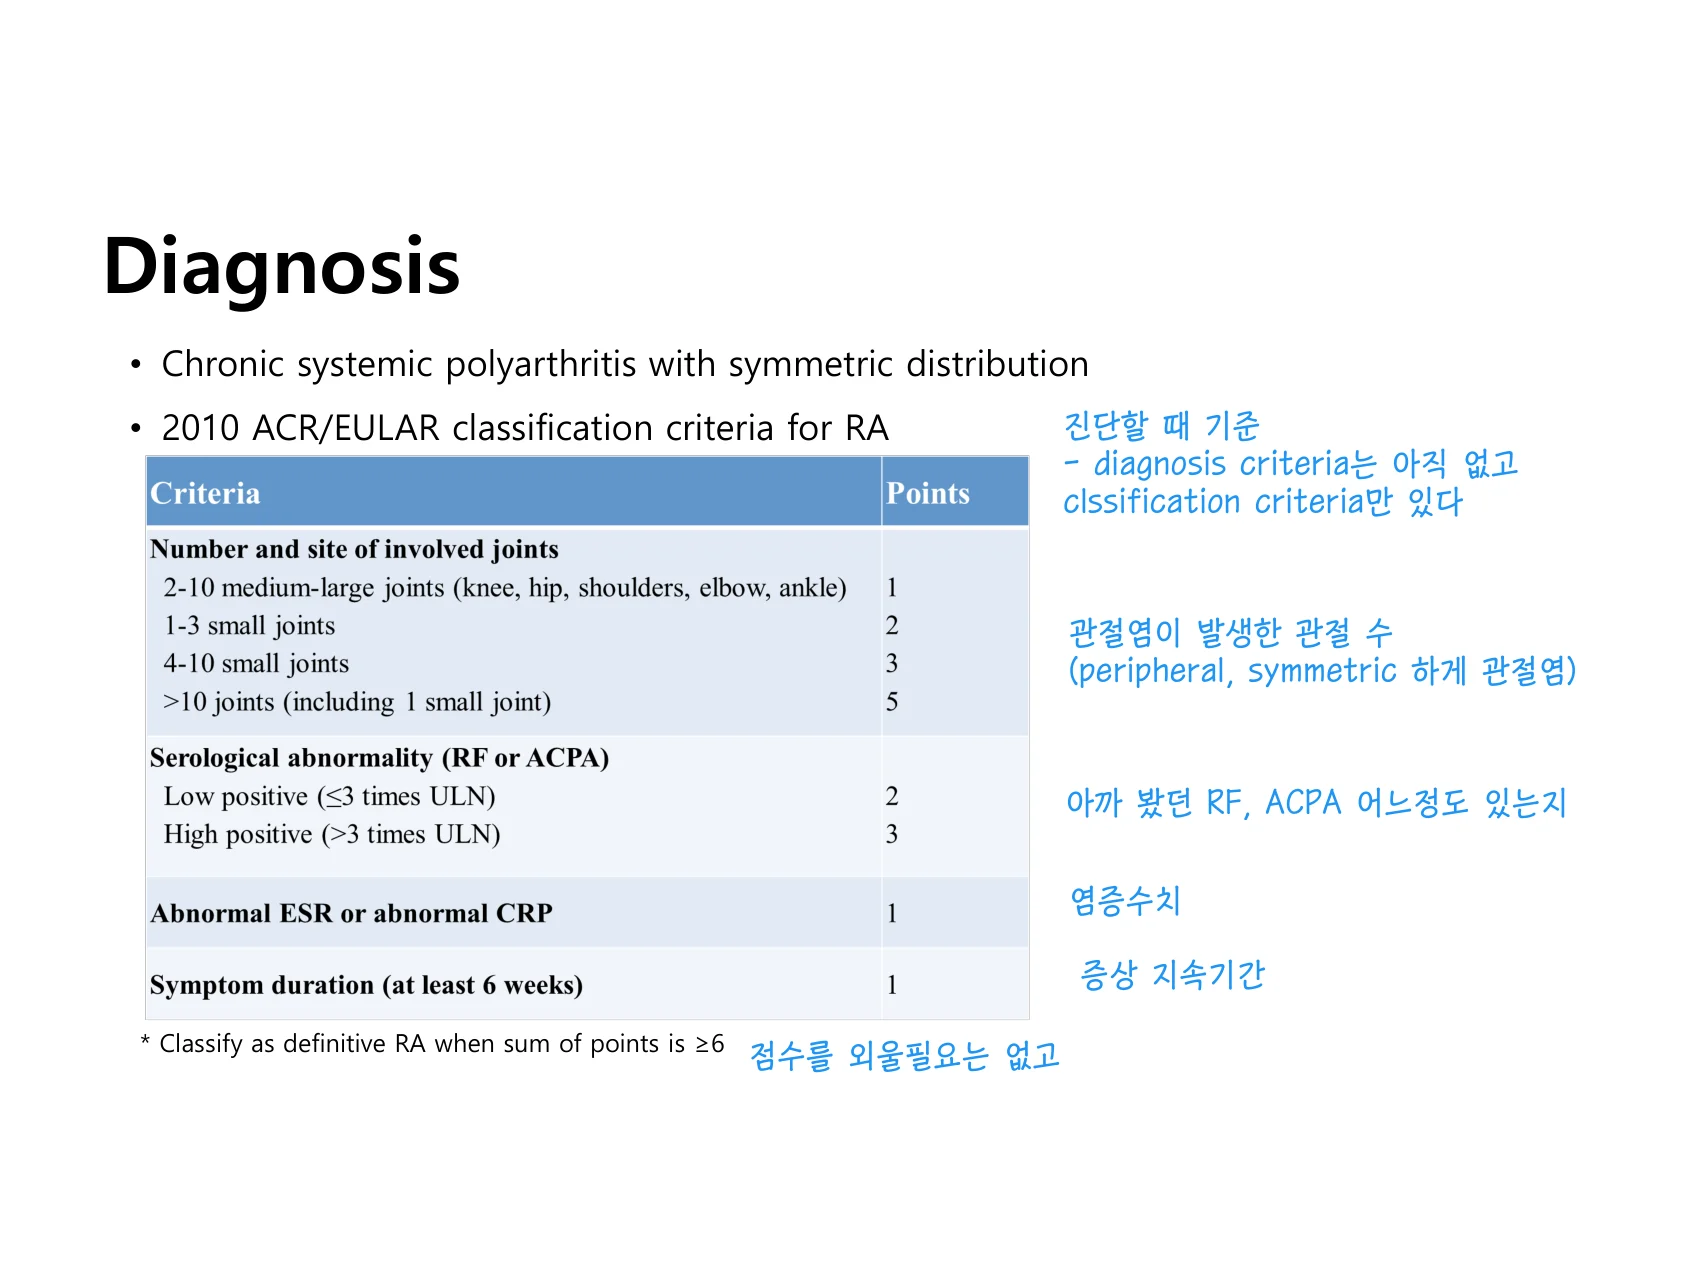 Diagnosis
• Chronic systemic polyarthritis with symmetric distribution
• 2010 ACR/EULAR classification criteria for RA
진단할 때 기준
- diagnosis criteria는 아직 없고
clssification criteria만 있다
Criteria Points
Number and site of involved joints
2-10 medium-large joints (knee, hip, shoulders, elbow, ankle) 1
1-3 small joints 2
4-10 small joints 3
>10 joints (including 1 small joint) 5
관절염이 발생한 관절 수
(peripheral, symmetric 하게 관절염)
Serological abnormality (RF or ACPA)
Low positive (≤3 times ULN) 2
High positive (>3 times ULN) 3
아까 봤던 RF, ACPA 어느정도 있는지
Abnormal ESR or abnormal CRP 1
염증수치
Symptom duration (at least 6 weeks) 1
증상 지속기간
* Classify as definitive RA when sum of points is ≥6
점수를 외울필요는 없고